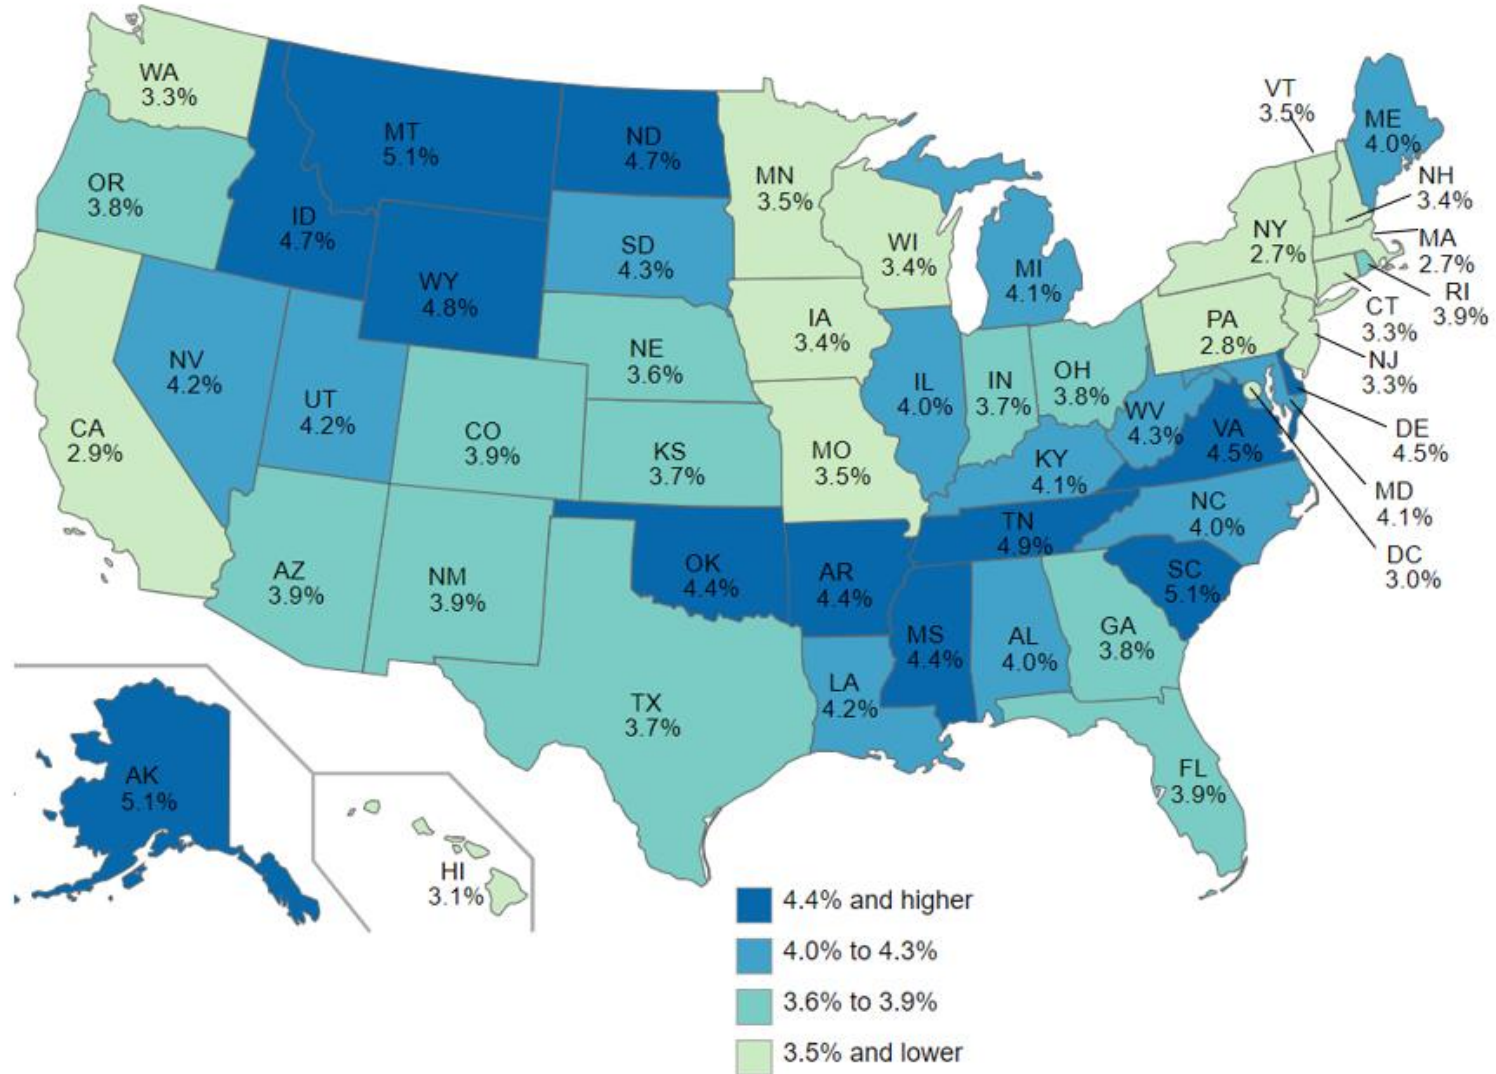 WA
3.3%
OR
3.8%
CA
2.9%
MT
5.1%
ID
4.7%
WY
4.8%
NV
4.2%
UT
4.2%
AZ
3.9%
CO
3.9%
NM
3.9%
ND
4.7%
SD
4.3%
NE
3.6%
KS
3.7%
OK
4.4%
TX
3.7%
MN
3.5%
IA
3.4%
MO
3.5%
AR
4.4%
LA
4.2%
WI
3.4%
IL
4.0%
MI
4.1%
IN
3.7%
OH
3.8%
KY
4.1%
TN
4.9%
MS
4.4%
AL
4.0%
GA
3.8%
FL
3.9%
SC
5.1%
NC
4.0%
VA
4.5%
WV
4.3%
PA
2.8%
NY
2.7%
VT
3.5%
ME
4.0%
NH
3.4%
MA
2.7%
RI
3.9%
CT
3.3%
NJ
3.3%
DE
4.5%
MD
4.1%
DC
3.0%
AK
5.1%
HI
3.1%
4.4% and higher
4.0% to 4.3%
3.6% to 3.9%
3.5% and lower